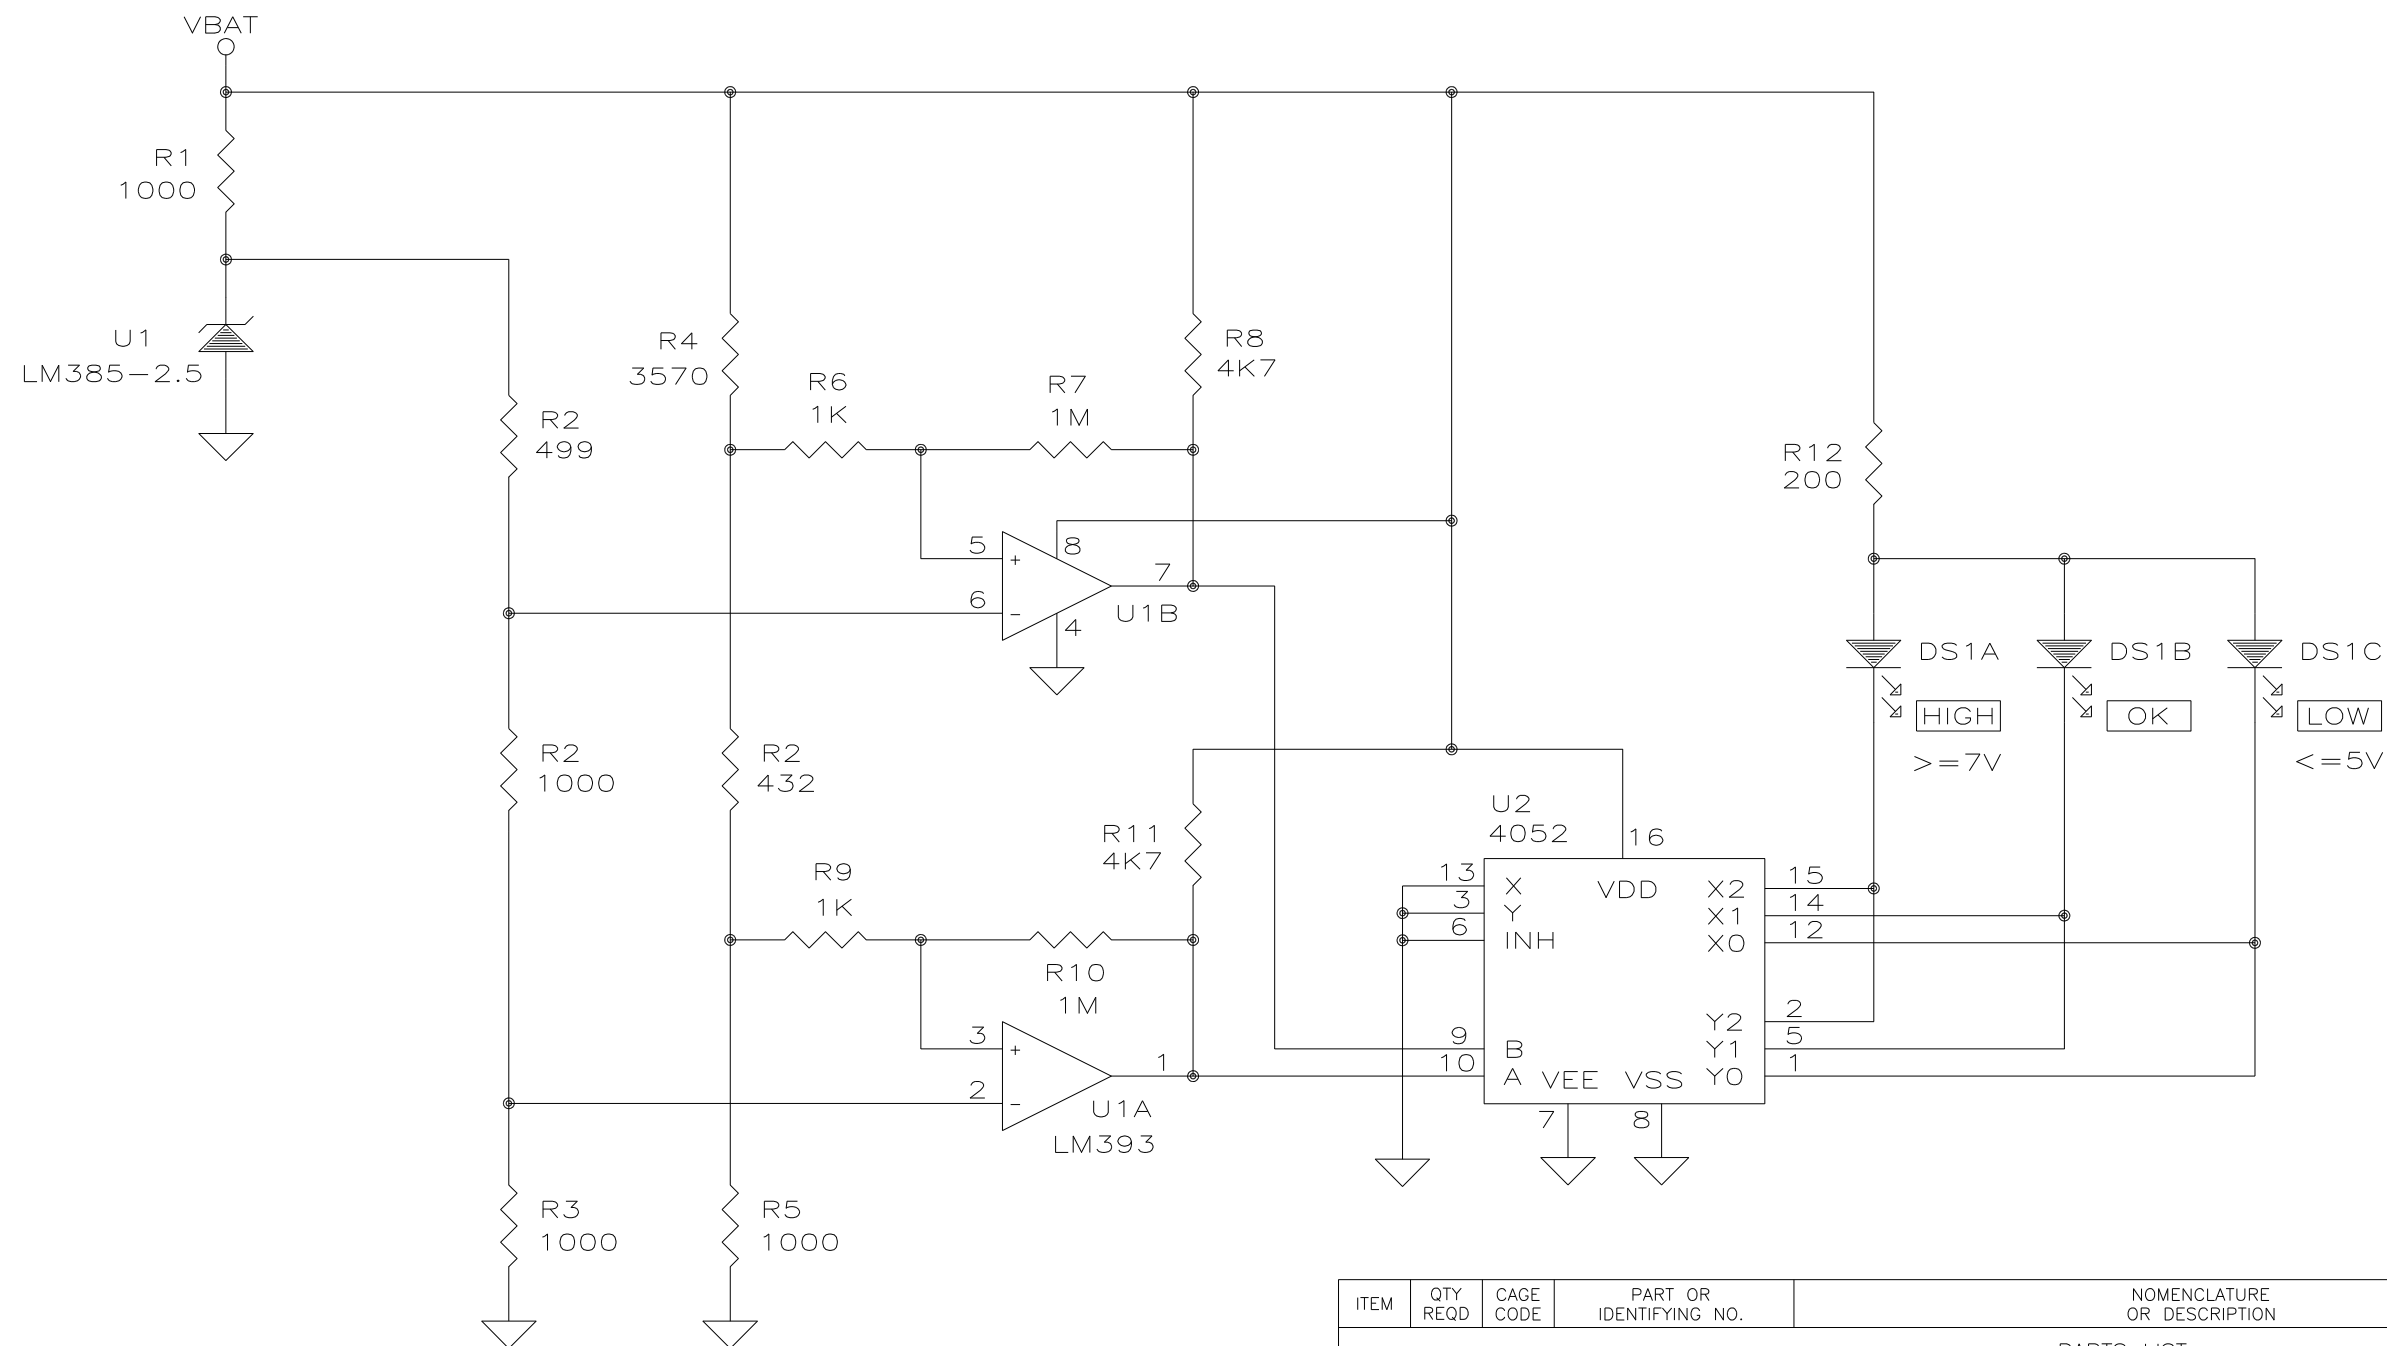 VBAT
R1
1000
U1
LM385-2.5
R2
499
R4
3570
R6
1K
R7
1M
R8
4K7
5
+
6
-
8
4
7
U1B
R12
200
DS1A
HIGH
>=7V
DS1B
OK
DS1C
LOW
<=5V
R2
1000
R2
432
R11
4K7
R9
1K
R10
1M
3
+
2
-
1
U1A
LM393
U2
4052
16
13
X
VDD
X2
15
3
Y
X1
14
6
INH
X0
12
Y2
2
9
B
Y1
5
10
A
VEE
VSS
Y0
1
7
8
R3
1000
R5
1000
ITEM
QTY
REQD
CAGE
CODE
PART OR
IDENTIFYING NO.
NOMENCLATURE
OR DESCRIPTION
PARTS LIST